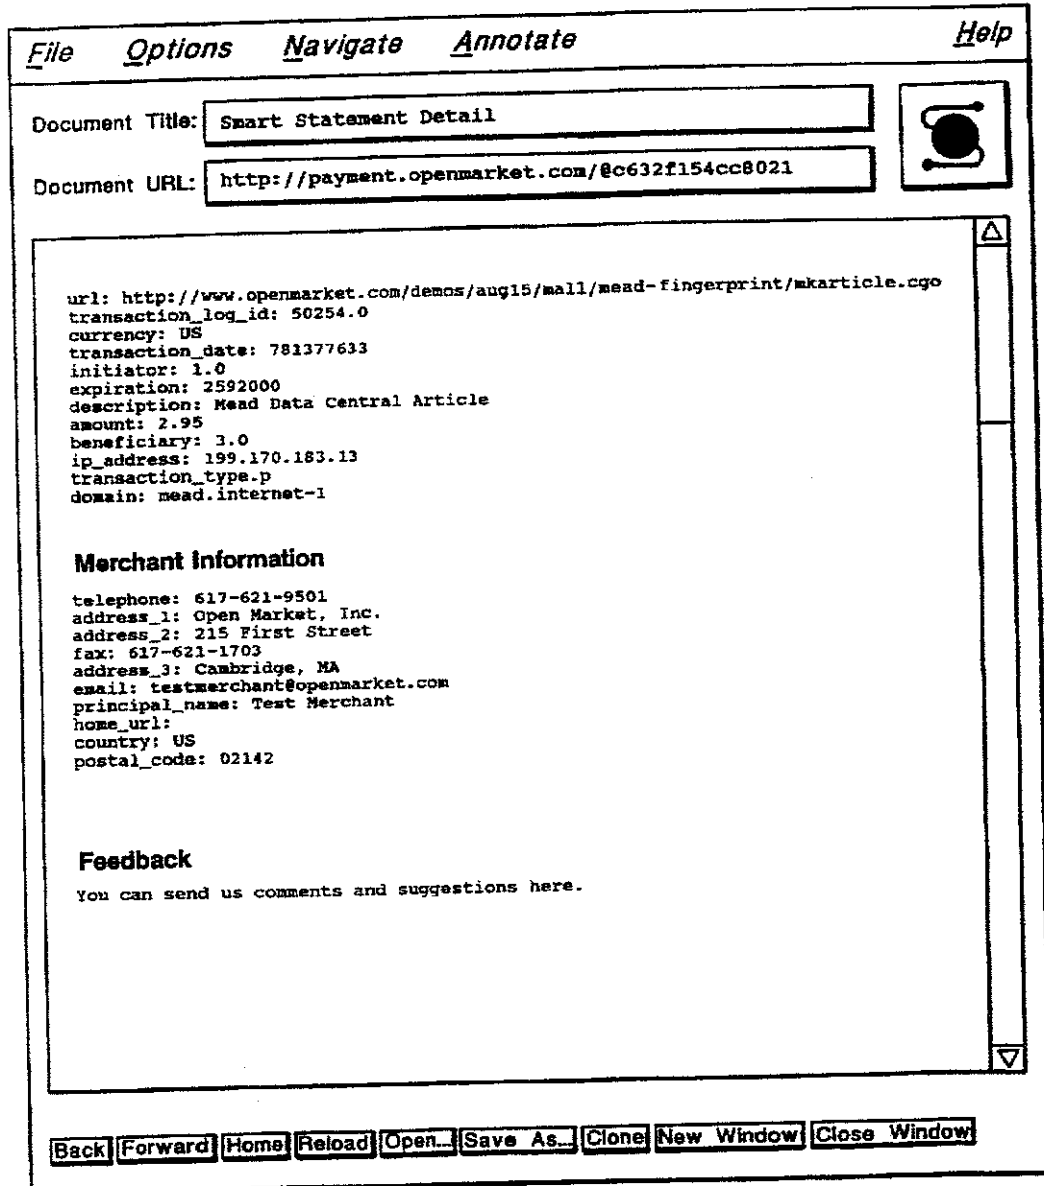 File Options Navigate Annotate Help
Document Title: Smart Statement Detail
Document URL: http://payment.openmarket.com/@c632f154cc8021
url: http://www.openmarket.com/demos/aug15/mall/mead-fingerprint/mkarticle.cgo
transaction_log_id: 50254.0
currency: US
transaction_date: 781377633
initiator: 1.0
expiration: 2592000
description: Mead Data Central Article
amount: 2.95
beneficiary: 3.0
ip_address: 199.170.183.13
transaction_type.p
domain: mead.internet-1
Merchant Information
telephone: 617-621-9501
address_1: Open Market, Inc.
address_2: 215 First Street
fax: 617-621-1703
address_3: Cambridge, MA
email: testmerchant@openmarket.com
principal_name: Test Merchant
home_url:
country: US
postal_code: 02142
Feedback
You can send us comments and suggestions here.
Back Forward Home Reload Open... Save As... Clone New Window Close Window